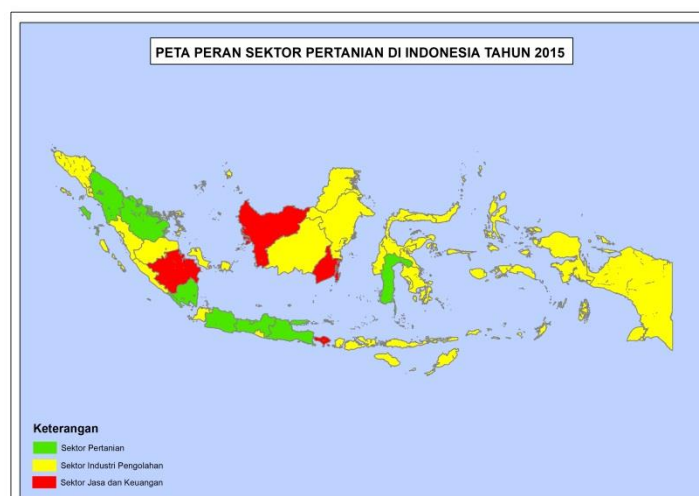 PETA PERAN SEKTOR PERTANIAN DI INDONESIA TAHUN 2015
Keterangan
Sektor Pertanian
Sektor Industri Pengolahan
Sektor Jasa dan Keuangan